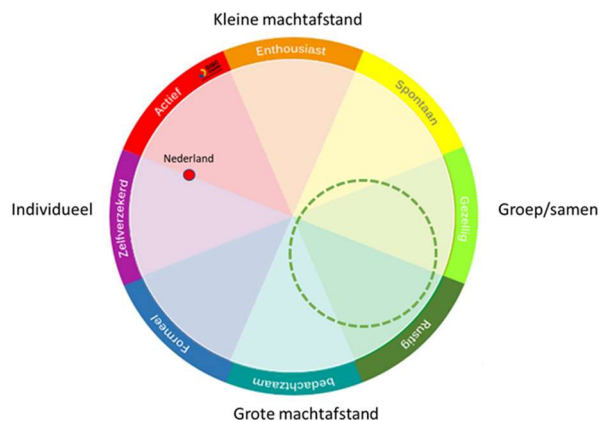 Kleine machtafstand
Enthousiast
Actief
Spontaan
Nederland
Individueel
Zelfverzekerd
Gezellig
Groep/samen
Formeel
Rustig
bedachtzaam
Grote machtafstand